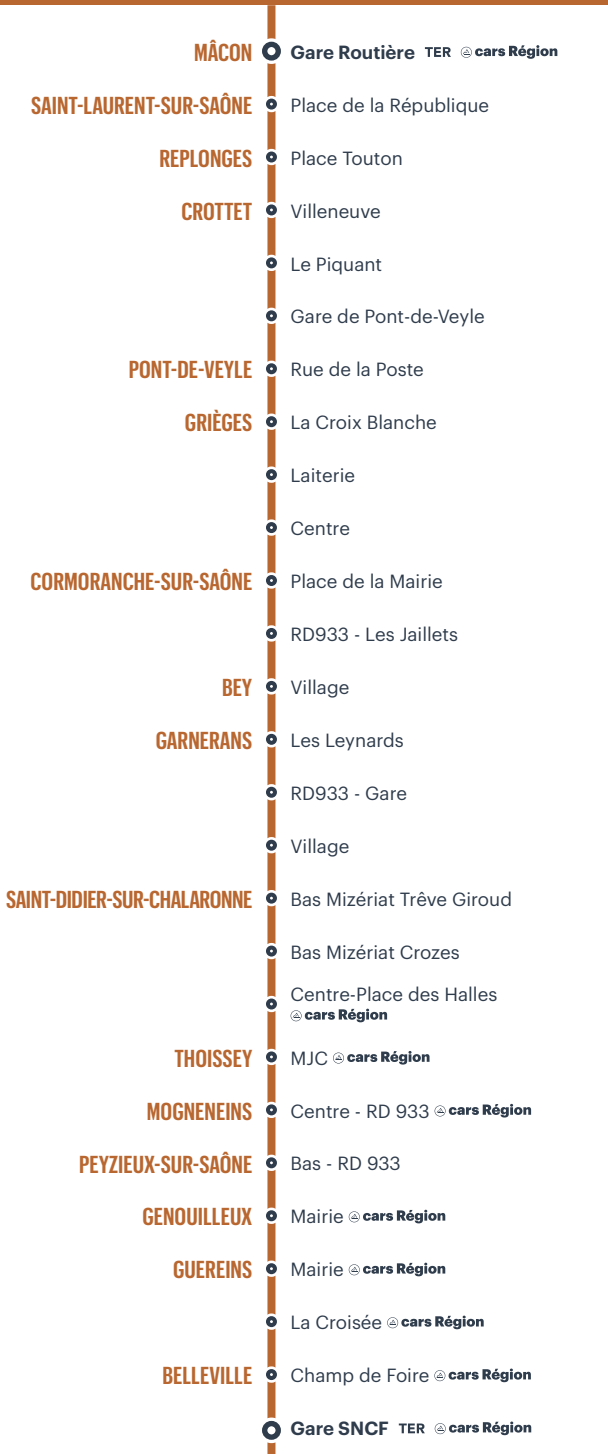 MÂCON Gare Routière TER cars Région
SAINT-LAURENT-SUR-SAÔNE Place de la République
REPLONGES Place Touton
CROTTET Villeneuve
Le Piquant
Gare de Pont-de-Veyle
PONT-DE-VEYLE Rue de la Poste
GRIÈGES La Croix Blanche
Laiterie
Centre
CORMORANCHE-SUR-SAÔNE Place de la Mairie
RD933 - Les Jaillets
BEY Village
GARNERANS Les Leynards
RD933 - Gare
Village
SAINT-DIDIER-SUR-CHALARONNE Bas Mizériat Trêve Giroud
Bas Mizériat Crozes
Centre-Place des Halles
cars Région
THOISSEY MJC cars Région
MOGNENEINS Centre - RD 933 cars Région
PEYZIEUX-SUR-SAÔNE Bas - RD 933
GENOUILLEUX Mairie cars Région
GUEREINS Mairie cars Région
La Croisée cars Région
BELLEVILLE Champ de Foire cars Région
Gare SNCF TER cars Région